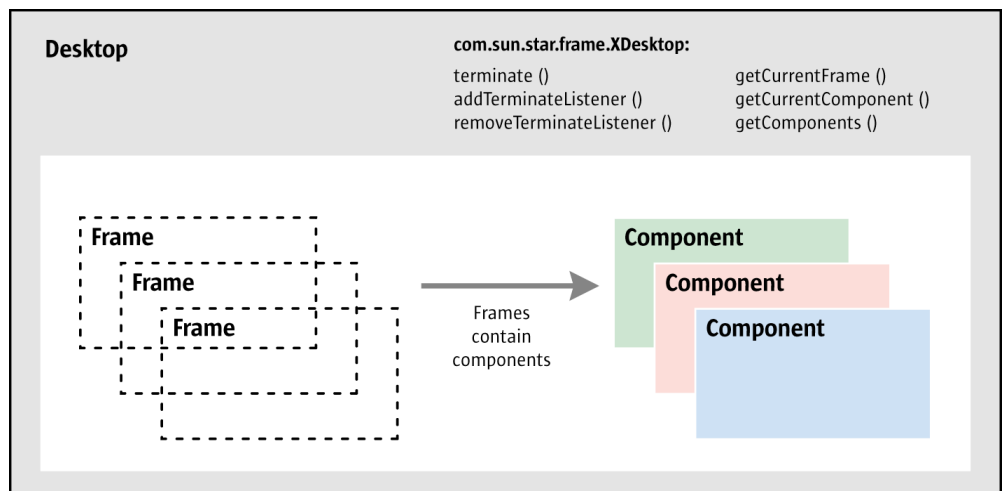 Desktop
com.sun.star.frame.XDesktop:
terminate ()
addTerminateListener ()
removeTerminateListener ()
getCurrentFrame ()
getCurrentComponent ()
getComponents ()
Frame
Frame
Frame
Frames
contain
components
Component
Component
Component